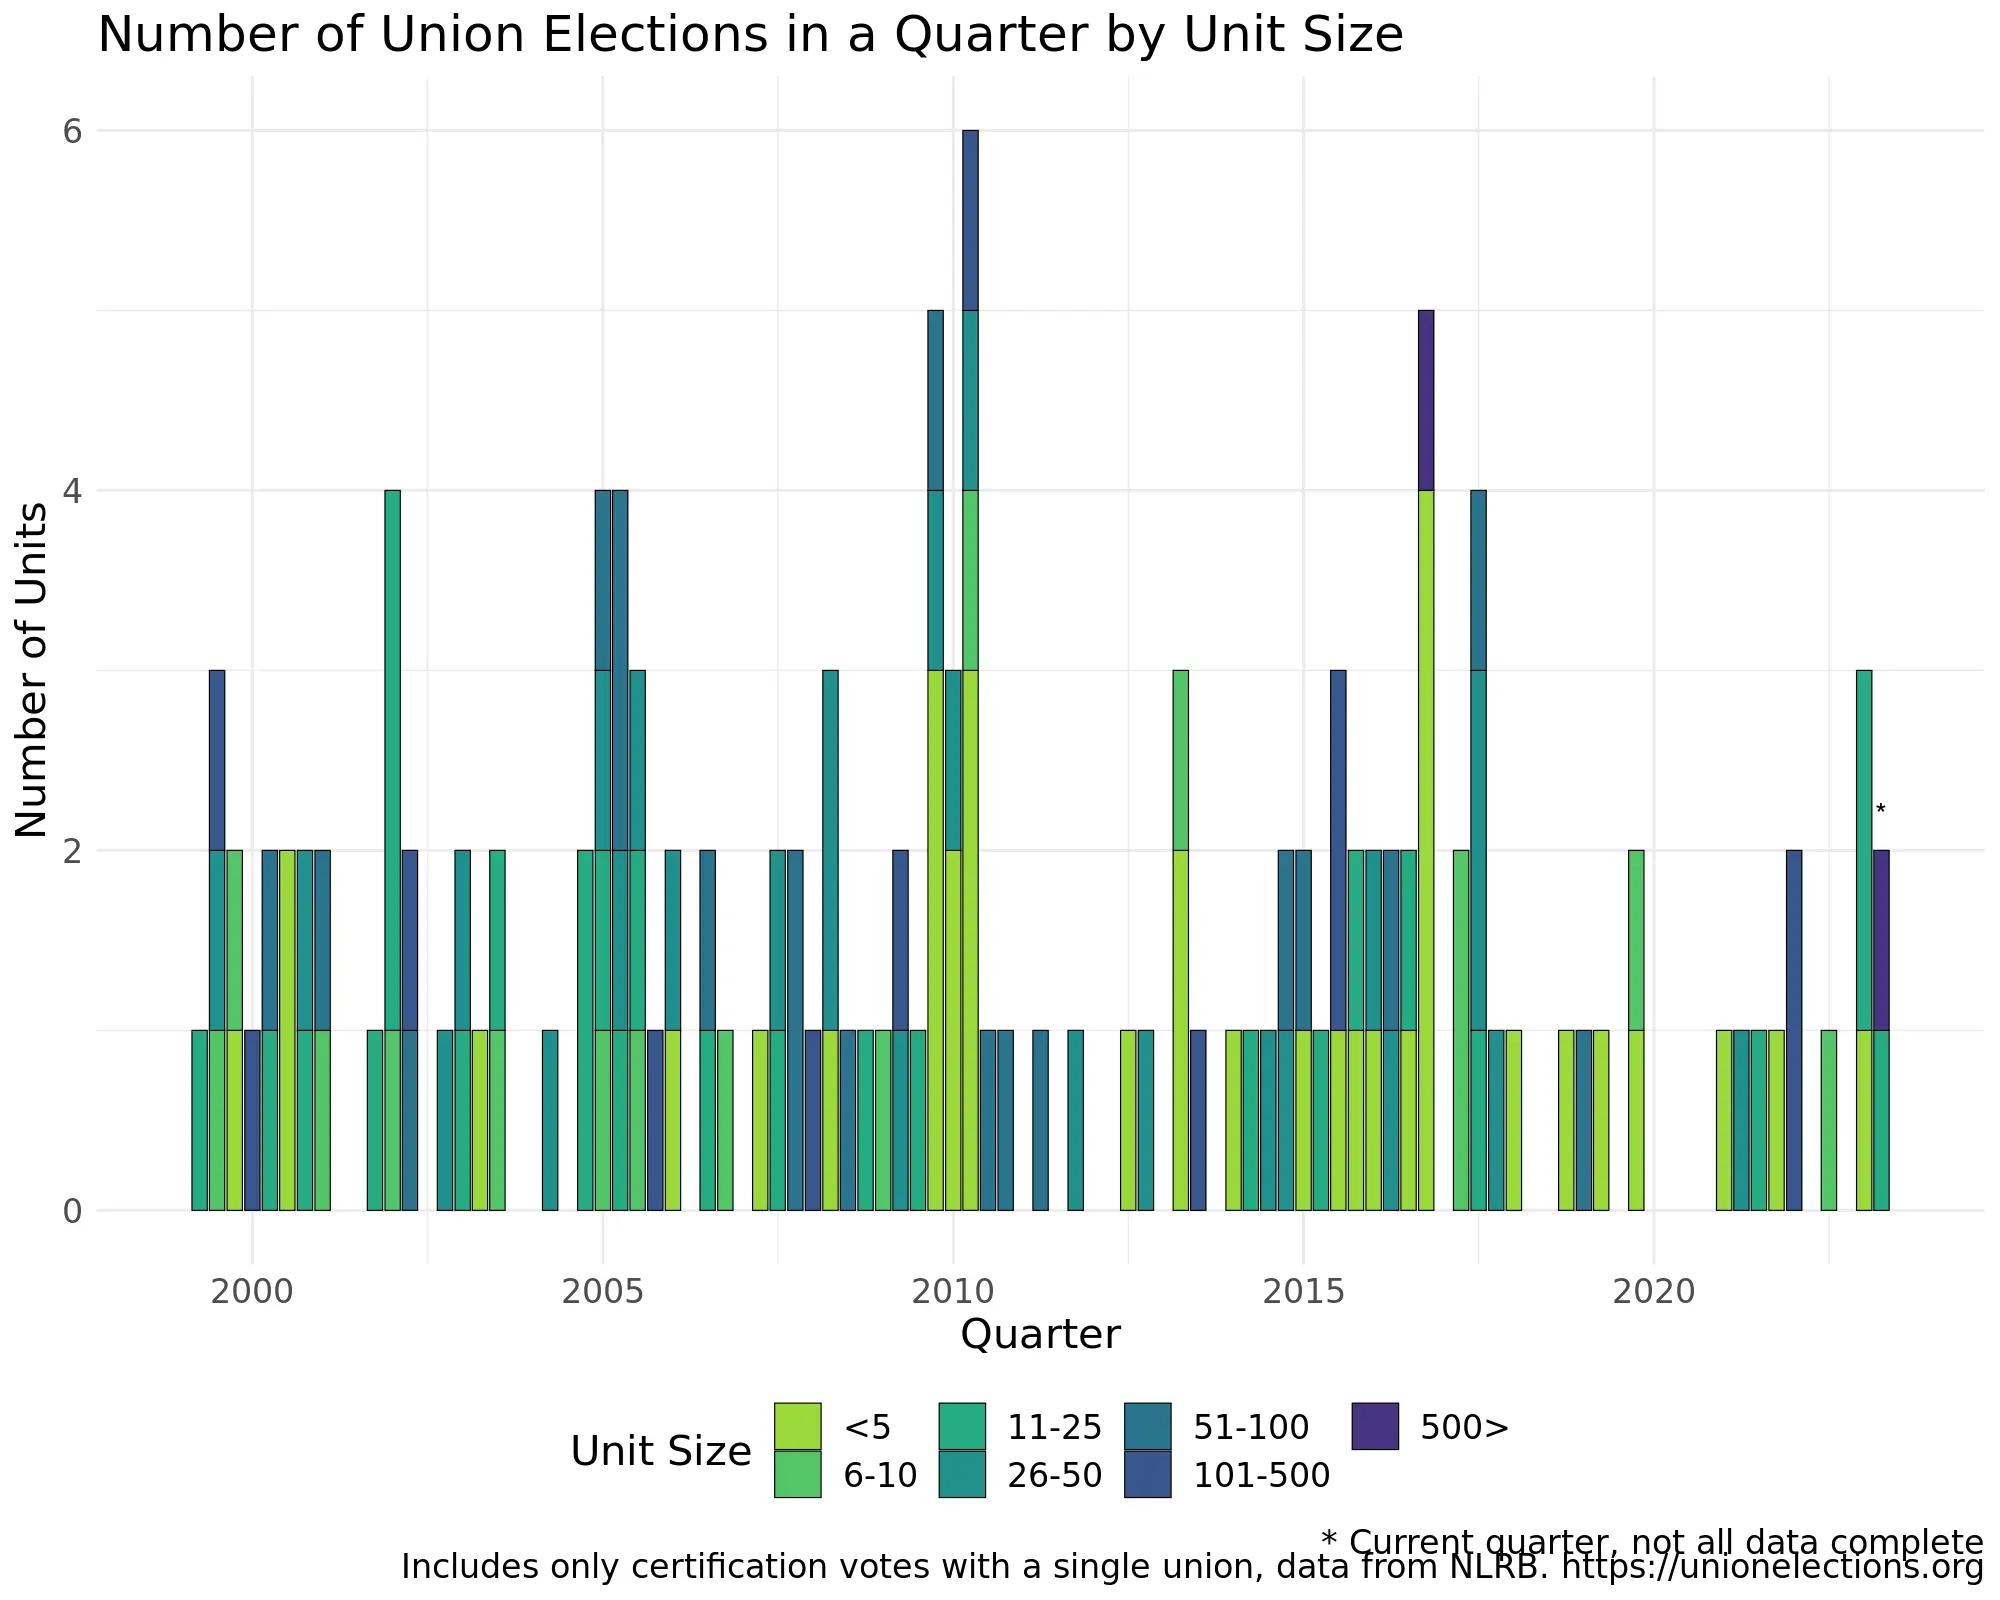 Number of Union Elections in a Quarter by Unit Size
Number of Units
6
4
2
0
*
2000 2005 2010 2015 2020
Quarter
Unit Size
<5 11-25 51-100 500>
6-10 26-50 101-500
* Current quarter, not all data complete
Includes only certification votes with a single union, data from NLRB. https://unionelections.org